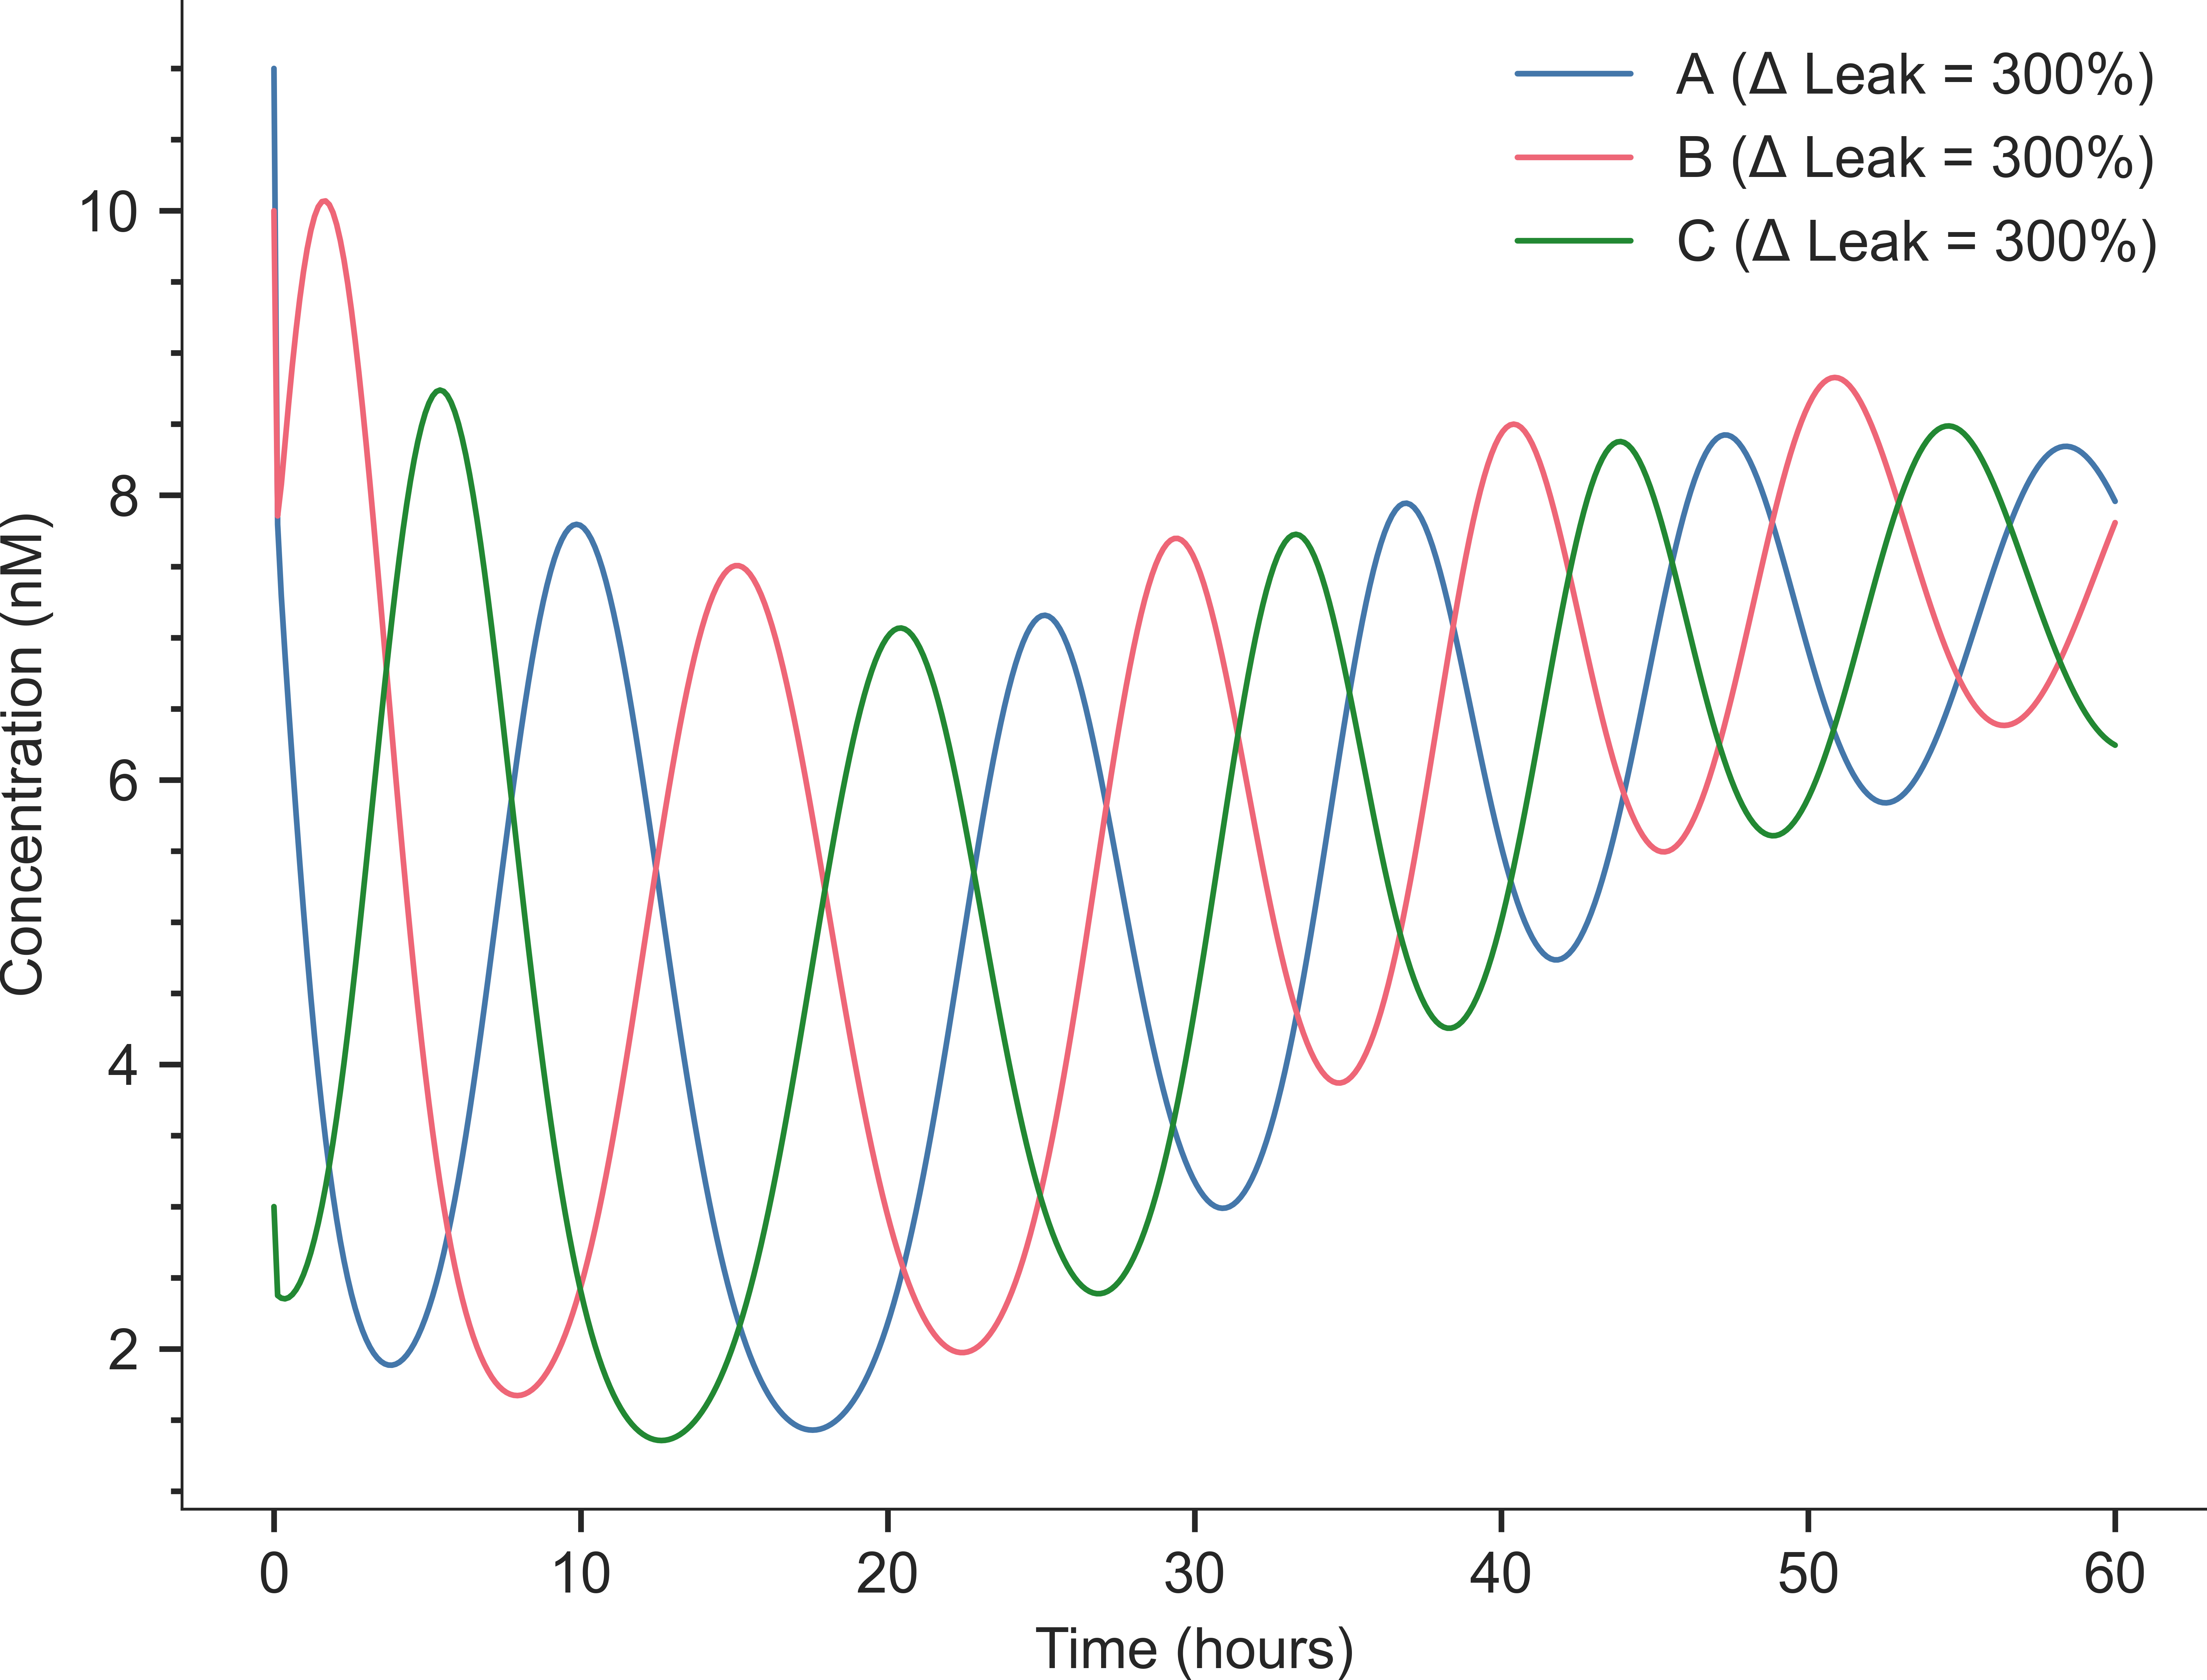 A (Δ Leak = 300%)
B (Δ Leak = 300%)
C (Δ Leak = 300%)
Concentration (nM)
10
8
6
4
2
0 10 20 30 40 50 60
Time (hours)